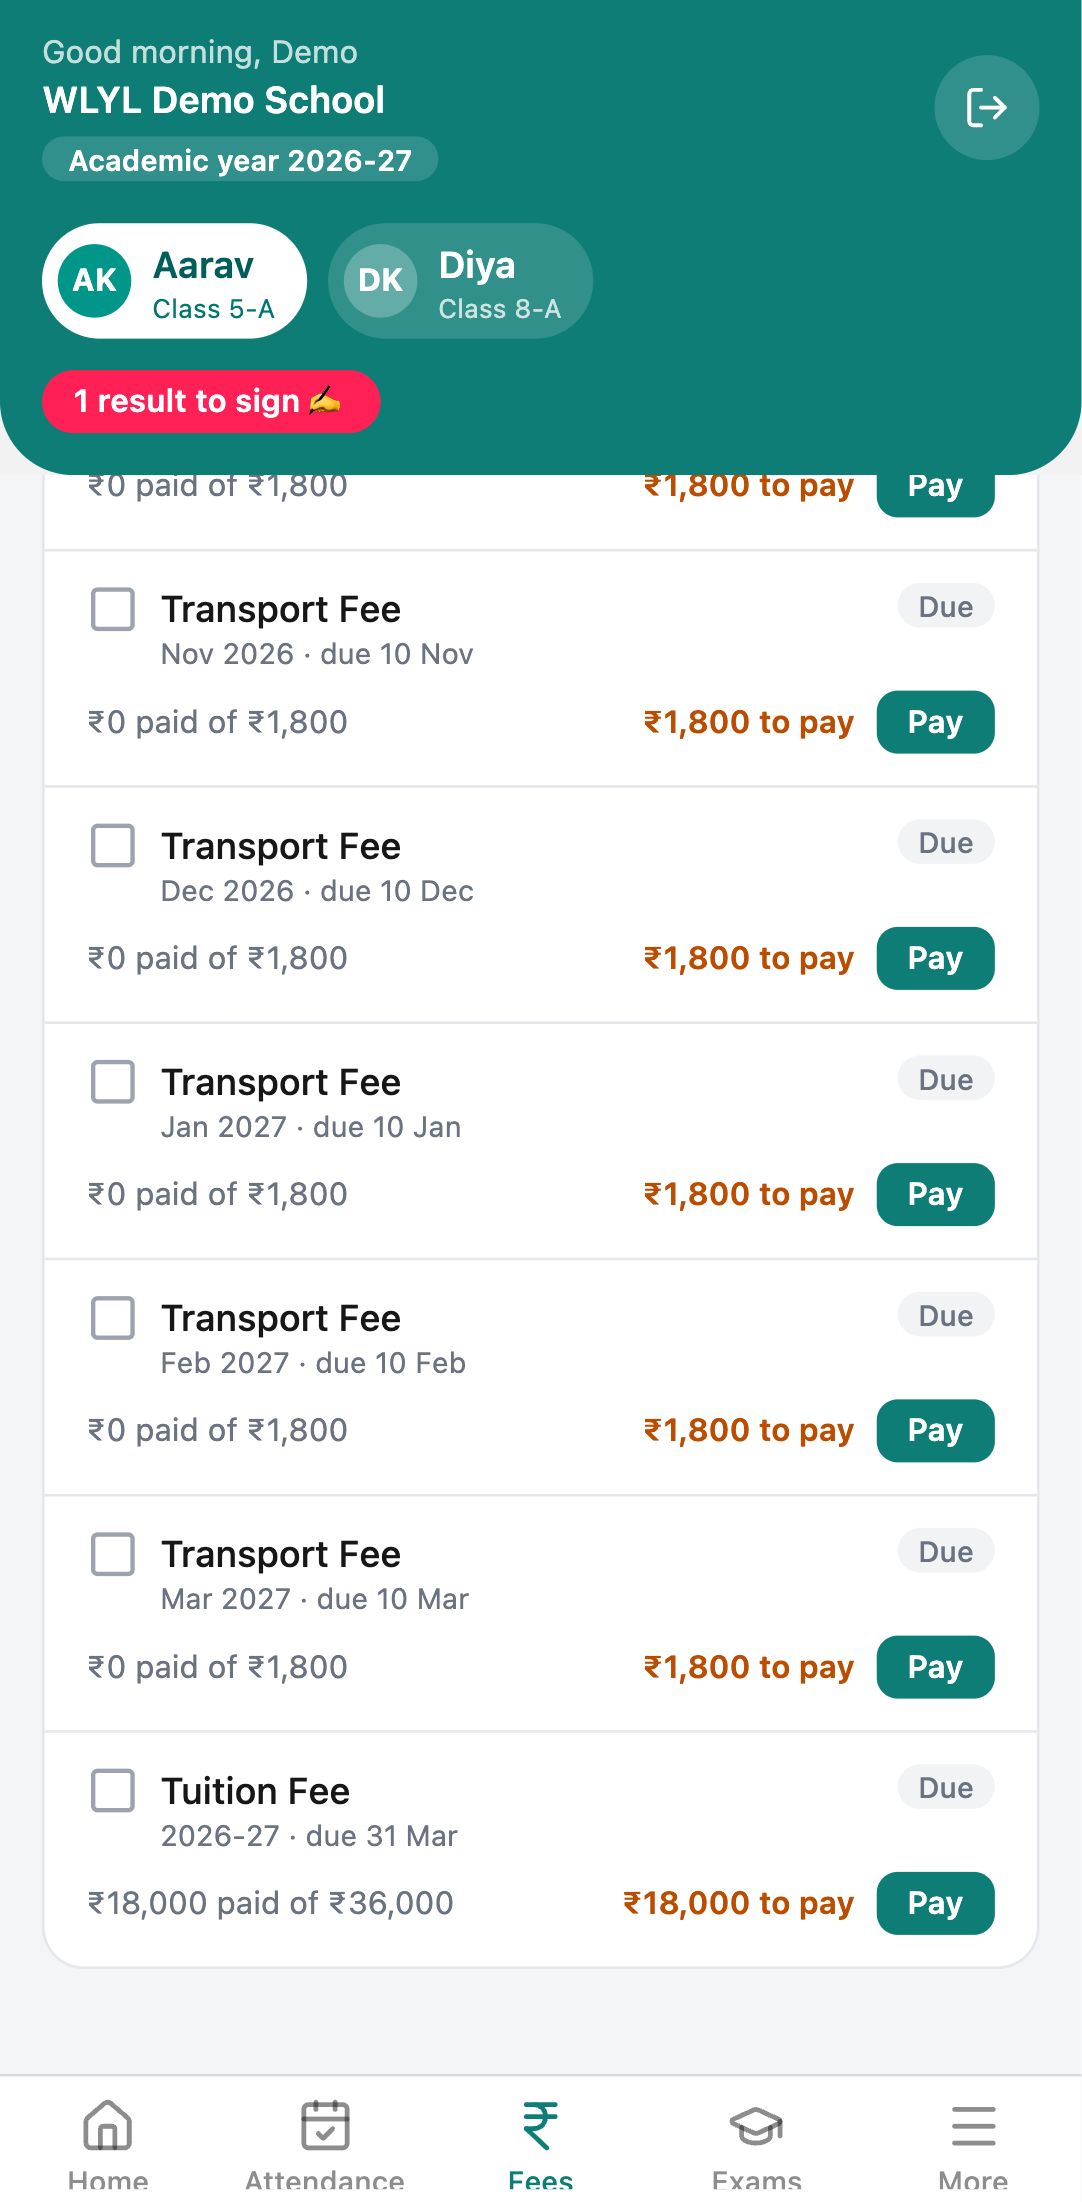 Good morning, Demo
WLYL Demo School
Academic year 2026-27
AK
Aarav
Class 5-A
DK
Diya
Class 8-A
1 result to sign ✍️
₹0 paid of ₹1,800
₹1,800 to pay
Pay
Transport Fee
Due
Nov 2026 · due 10 Nov
₹0 paid of ₹1,800
₹1,800 to pay
Pay
Transport Fee
Due
Dec 2026 · due 10 Dec
₹0 paid of ₹1,800
₹1,800 to pay
Pay
Transport Fee
Due
Jan 2027 · due 10 Jan
₹0 paid of ₹1,800
₹1,800 to pay
Pay
Transport Fee
Due
Feb 2027 · due 10 Feb
₹0 paid of ₹1,800
₹1,800 to pay
Pay
Transport Fee
Due
Mar 2027 · due 10 Mar
₹0 paid of ₹1,800
₹1,800 to pay
Pay
Tuition Fee
Due
2026-27 · due 31 Mar
₹18,000 paid of ₹36,000
₹18,000 to pay
Pay
Home
Attendance
Fees
Exams
More